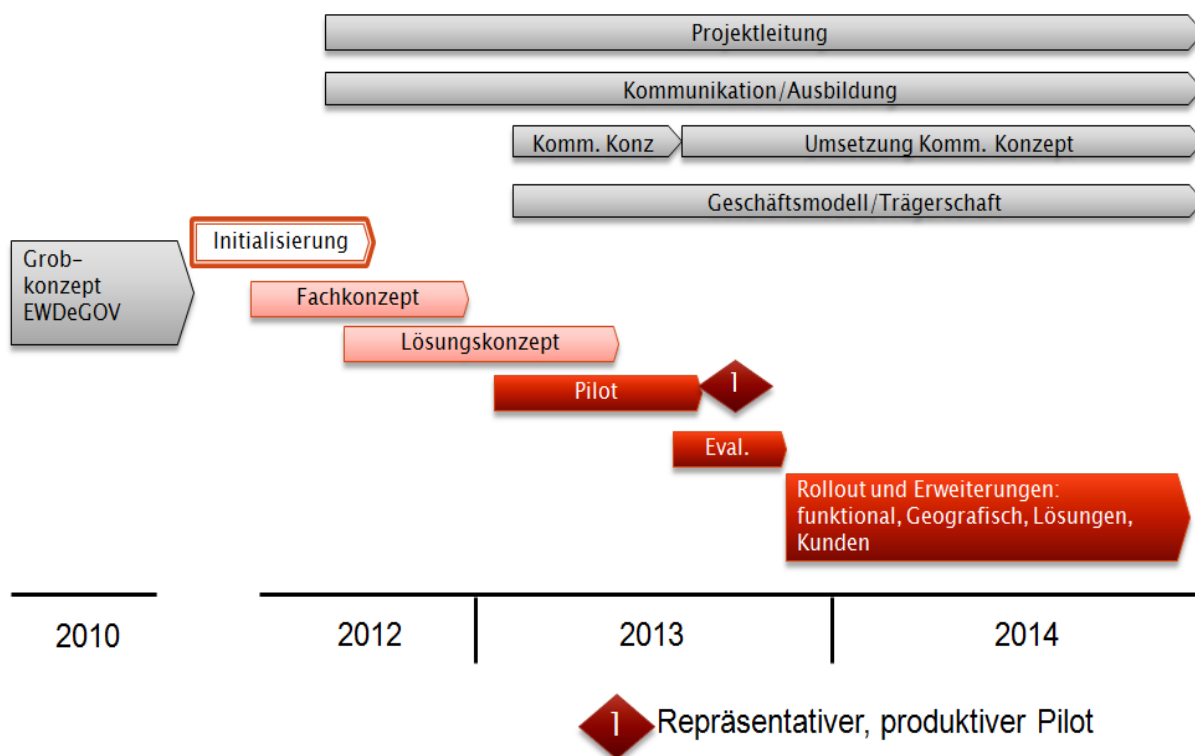 Projektleitung
Kommunikation/Ausbildung
Komm. Konz
Umsetzung Komm. Konzept
Geschäftsmodell/Trägerschaft
Initialisierung
Grob-
konzept
EWDeGOV
Fachkonzept
Lösungskonzept
Pilot
1
Eval.
Rollout und Erweiterungen:
funktional, Geografisch, Lösungen,
Kunden
2010
2012
2013
2014
1 Repräsentativer, produktiver Pilot